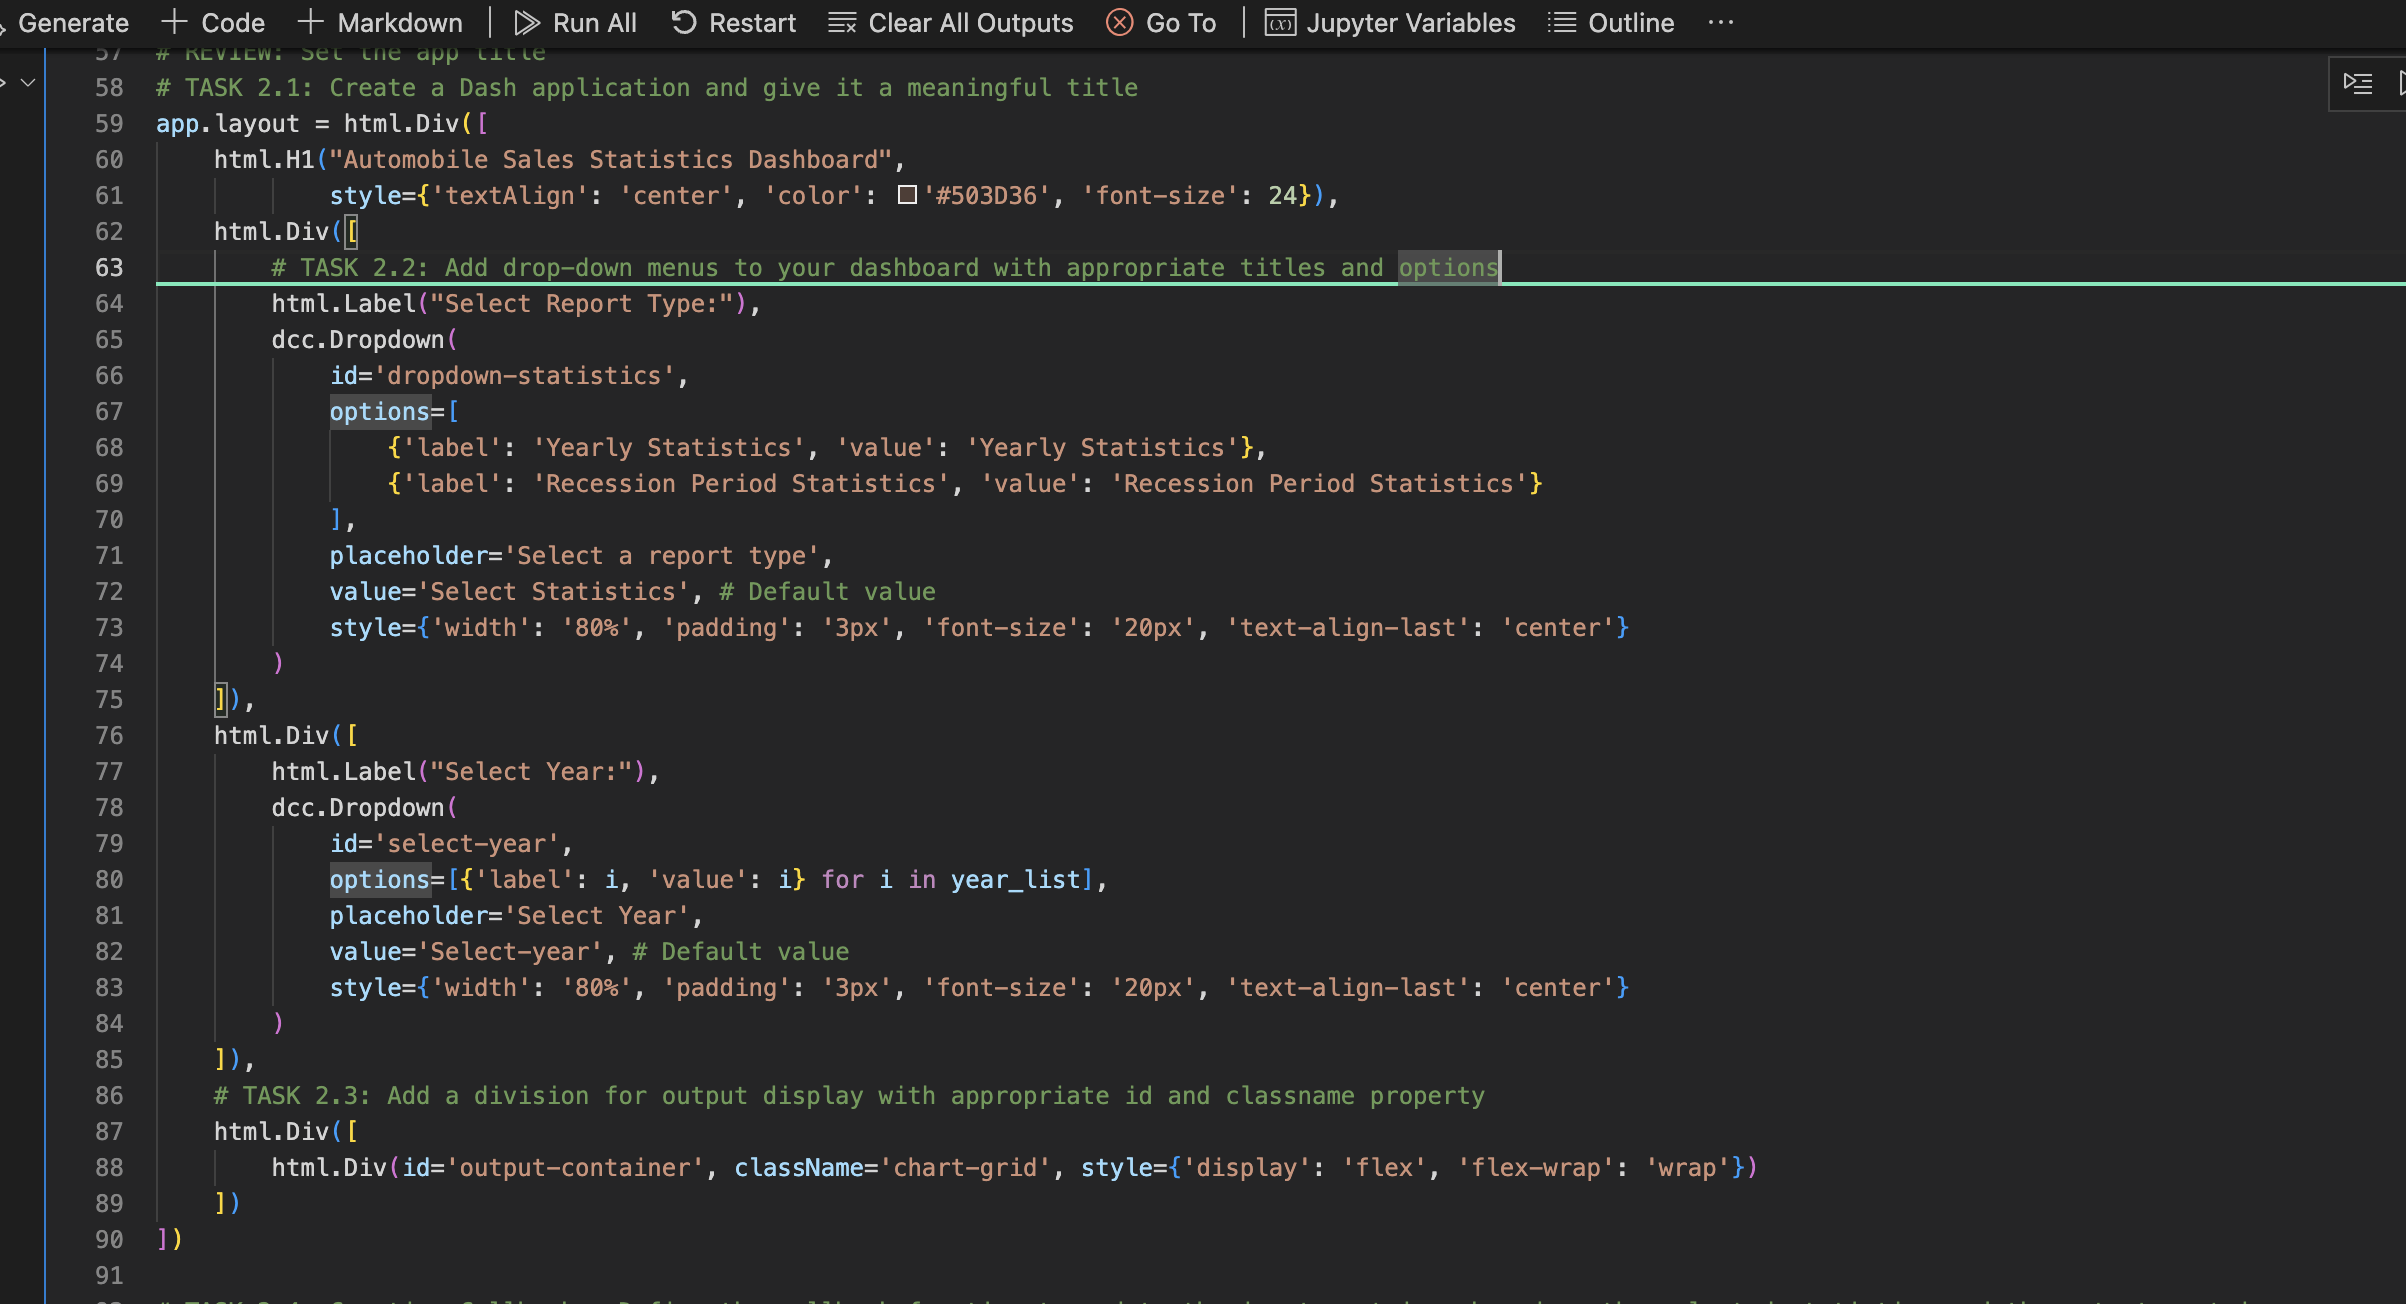 Generate + Code + Markdown | Run All Restart Clear All Outputs Go To | Jupyter Variables Outline ...
57 # REVIEW: Set the app title
58 # TASK 2.1: Create a Dash application and give it a meaningful title
59 app.layout = html.Div([
60 html.H1("Automobile Sales Statistics Dashboard",
61 style={'textAlign': 'center', 'color': '#503D36', 'font-size': 24}),
62 html.Div([
63 # TASK 2.2: Add drop-down menus to your dashboard with appropriate titles and options
64 html.Label("Select Report Type:"),
65 dcc.Dropdown(
66 id='dropdown-statistics',
67 options=[
68 {'label': 'Yearly Statistics', 'value': 'Yearly Statistics'},
69 {'label': 'Recession Period Statistics', 'value': 'Recession Period Statistics'}
70 ],
71 placeholder='Select a report type',
72 value='Select Statistics', # Default value
73 style={'width': '80%', 'padding': '3px', 'font-size': '20px', 'text-align-last': 'center'}
74 )
75 ]),
76 html.Div([
77 html.Label("Select Year:"),
78 dcc.Dropdown(
79 id='select-year',
80 options=[{'label': i, 'value': i} for i in year_list],
81 placeholder='Select Year',
82 value='Select-year', # Default value
83 style={'width': '80%', 'padding': '3px', 'font-size': '20px', 'text-align-last': 'center'}
84 )
85 ]),
86 # TASK 2.3: Add a division for output display with appropriate id and classname property
87 html.Div([
88 html.Div(id='output-container', className='chart-grid', style={'display': 'flex', 'flex-wrap': 'wrap'})
89 ])
90 ])
91